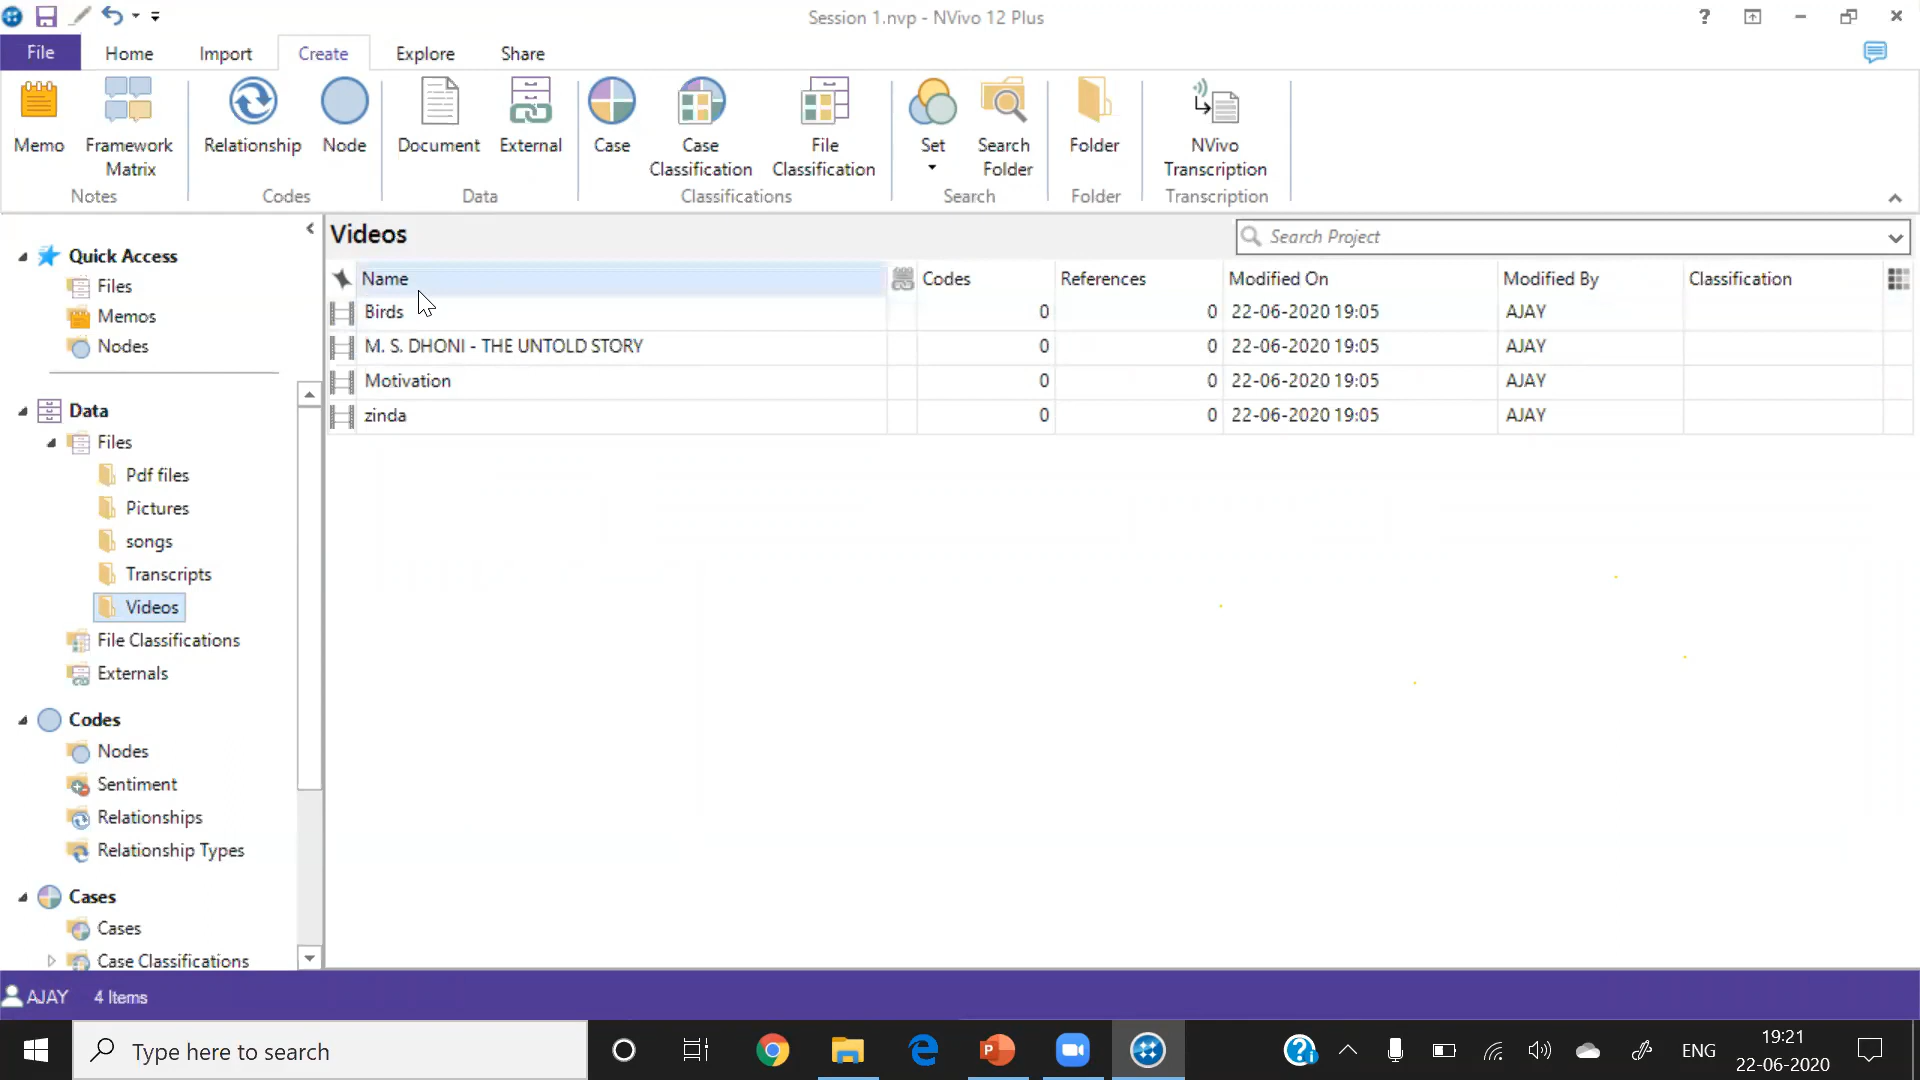 Session 1.nvp - NVivo 12 Plus
?
File Home Import Create Explore Share
Memo Framework Matrix Relationship Node Document External Case Case Classification File Classification Set Search Folder Folder NVivo Transcription
Notes Codes Data Classifications Search Folder Transcription
Quick Access
Files
Memos
Nodes
Data
Files
Pdf files
Pictures
songs
Transcripts
Videos
File Classifications
Externals
Codes
Nodes
Sentiment
Relationships
Relationship Types
Cases
Cases
Case Classifications
Videos
Search Project
Name Codes References Modified On Modified By Classification
Birds 0 0 22-06-2020 19:05 AJAY
M. S. DHONI - THE UNTOLD STORY 0 0 22-06-2020 19:05 AJAY
Motivation 0 0 22-06-2020 19:05 AJAY
zinda 0 0 22-06-2020 19:05 AJAY
AJAY 4 Items
Type here to search
ENG
19:21
22-06-2020